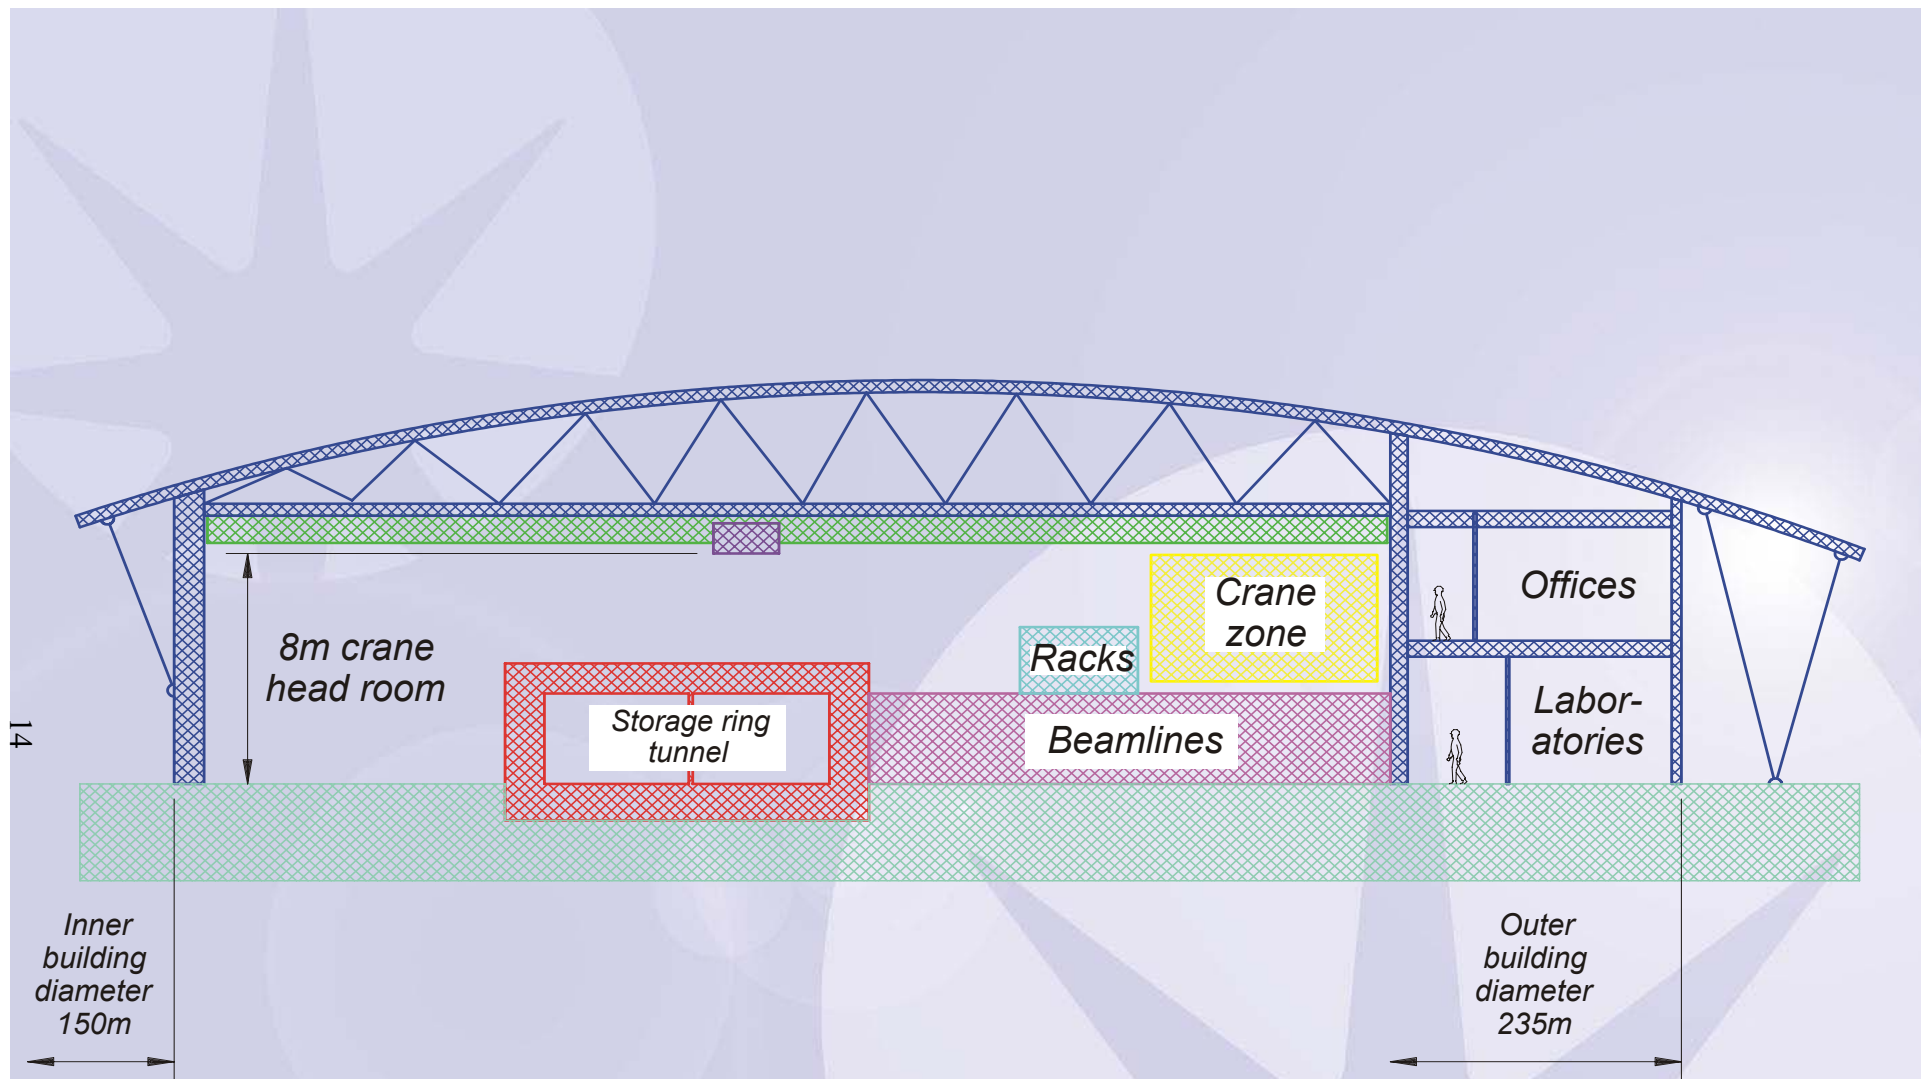 8m crane
head room
Storage ring
tunnel
Racks
Crane
zone
Beamlines
Offices
Labor-
atories
14
Inner
building
diameter
150m
Outer
building
diameter
235m